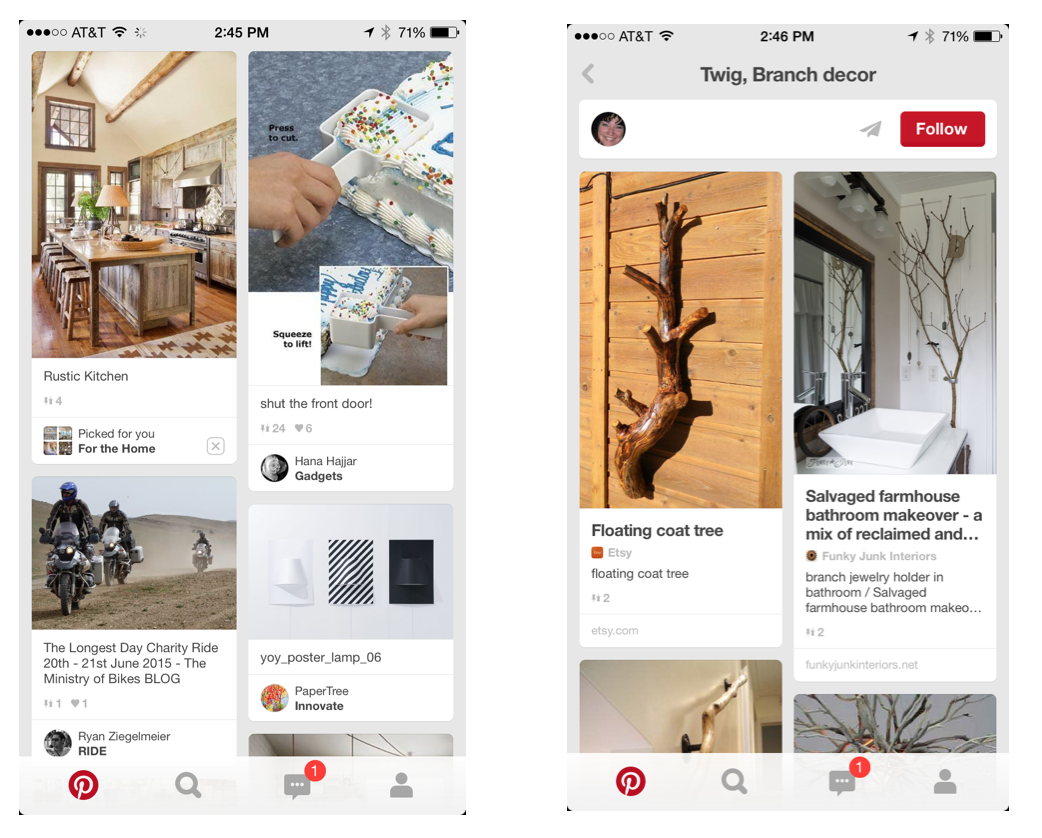 AT&T
2:45 PM
71%
Press
to cut.
Squeeze
to lift!
Rustic Kitchen
4
Picked for you
For the Home
The Longest Day Charity Ride
20th - 21st June 2015 - The
Ministry of Bikes BLOG
1 1
Ryan Ziegelmeier
RIDE
shut the front door!
24 6
Hana Hajjar
Gadgets
yoy_poster_lamp_06
PaperTree
Innovate
1
AT&T
2:46 PM
71%
Twig, Branch decor
Follow
Floating coat tree
Etsy
floating coat tree
2
etsy.com
Salvaged farmhouse
bathroom makeover - a
mix of reclaimed and…
Funky Junk Interiors
branch jewelry holder in
bathroom / Salvaged
farmhouse bathroom makeo…
2
funkyjunkinteriors.net
1